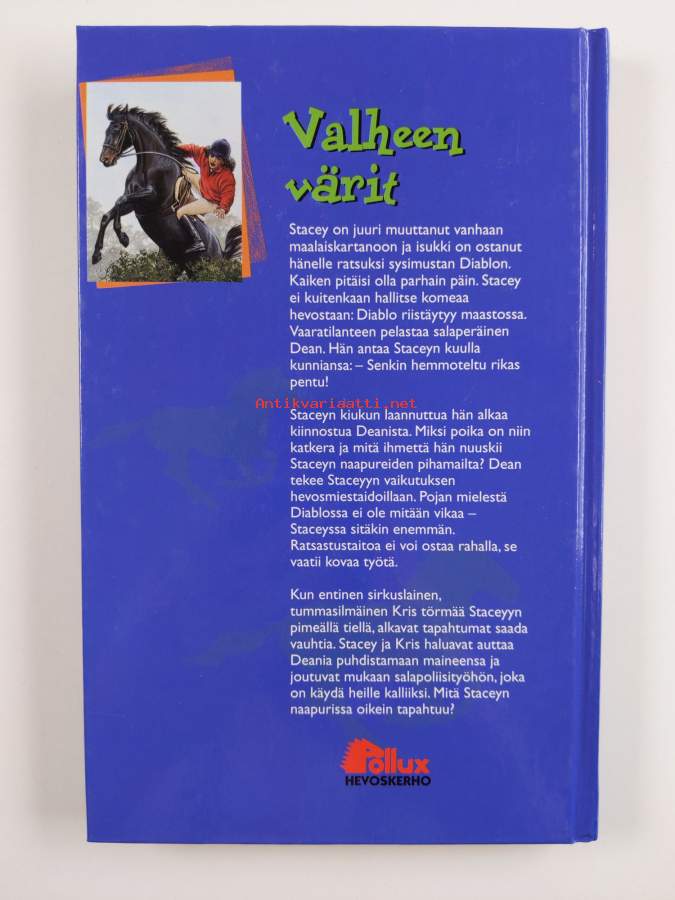 Valheen
värit
Stacey on juuri muuttanut vanhaan
maalaiskartanoon ja isukki on ostanut
hänelle ratsuksi sysimustan Diablon.
Kaiken pitäisi olla parhain päin. Stacey
ei kuitenkaan hallitse komeaa
hevostaan: Diablo riistäytyy maastossa.
Vaaratilanteen pelastaa salaperäinen
Dean. Hän antaa Staceyn kuulla
kunniansa: – Senkin hemmoteltu rikas
pentu!
Antikvariaatti.net
Staceyn kiukun laannuttua hän alkaa
kiinnostua Deanista. Miksi poika on niin
katkera ja mitä ihmettä hän nuuskii
Staceyn naapureiden pihamailta? Dean
tekee Staceyyn vaikutuksen
hevosmiestaidoillaan. Pojan mielestä
Diablossa ei ole mitään vikaa –
Staceyssa sitäkin enemmän.
Ratsastustaitoa ei voi ostaa rahalla, se
vaatii kovaa työtä.
Kun entinen sirkuslainen,
tummasilmäinen Kris törmää Staceyyn
pimeällä tiellä, alkavat tapahtumat saada
vauhtia. Stacey ja Kris haluavat auttaa
Deania puhdistamaan maineensa ja
joutuvat mukaan salapoliisityöhön, joka
on käydä heille kalliiksi. Mitä Staceyn
naapurissa oikein tapahtuu?
Pollux
HEVOSKERHO